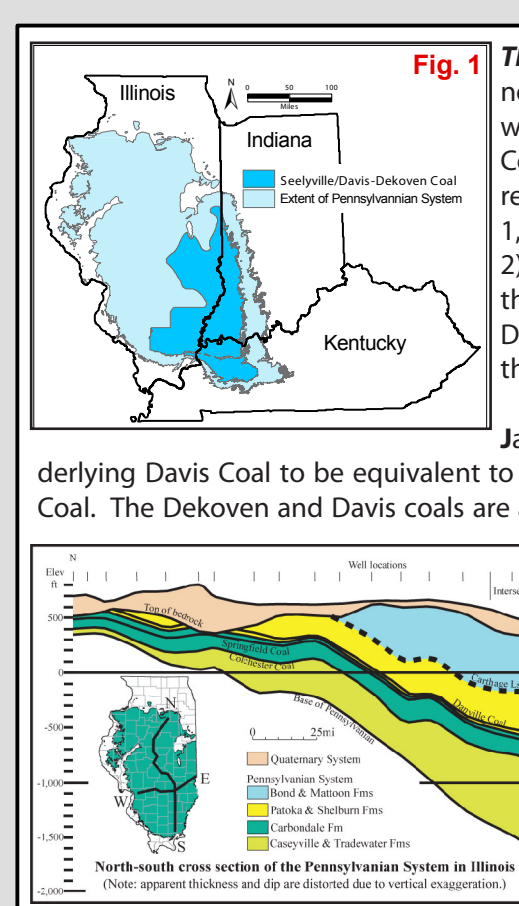 Fig. 1
N
0 50 100
Miles
Illinois
Indiana
Seelyville/Davis-Dekoven Coal
Extent of Pennsylvannian System
Kentucky
derlying Davis Coal to be equivalent to
Coal. The Dekoven and Davis coals are
N
Elev
ft
Well locations
Top of bedrock
500
Springfield Coal
Colchester Coal
Carthage
0
Base of Pennsylvanian
Danville Coal
-500
N
0 25mi
Quaternary System
E
Pennsylvanian System
Bond & Mattoon Fms
-1,000
W
Patoka & Shelburn Fms
Carbondale Fm
-1,500
S
Caseyville & Tradewater Fms
North-south cross section of the Pennsylvanian System in Illinois
(Note: apparent thickness and dip are distorted due to vertical exaggeration.)
-2,000